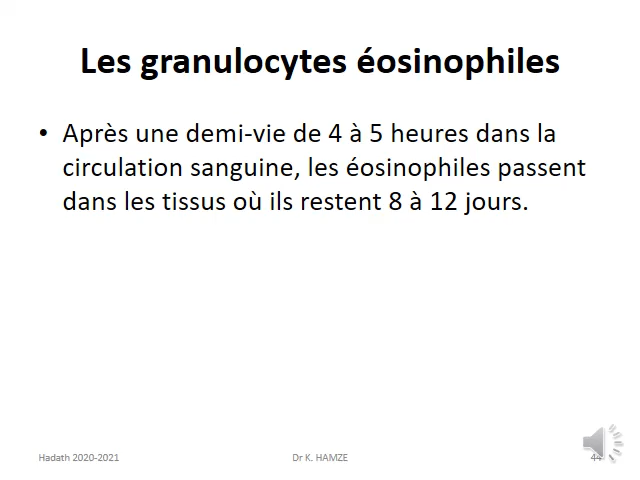 Les granulocytes éosinophiles
• Après une demi-vie de 4 à 5 heures dans la
circulation sanguine, les éosinophiles passent
dans les tissus où ils restent 8 à 12 jours.
Hadath 2020-2021
Dr K. HAMZE
44